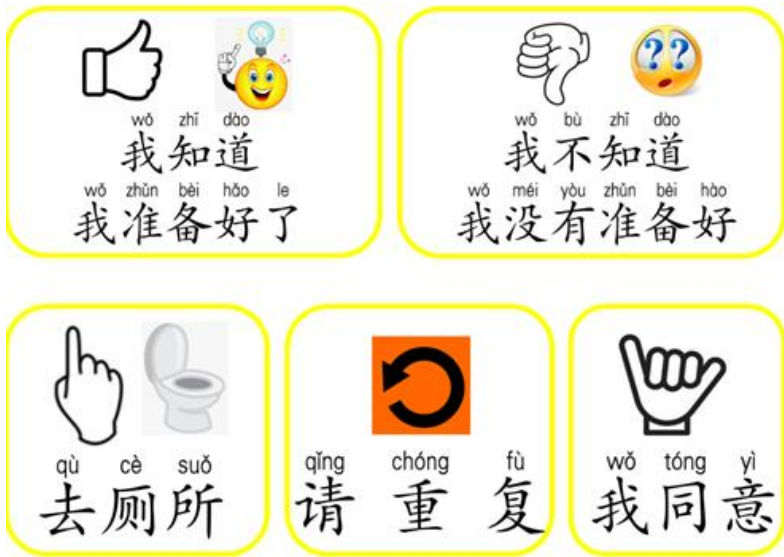 wǒ zhī dào
我知道
wǒ zhǔn bèi hǎo le
我准备好了
wǒ bù zhī dào
我不知道
wǒ méi yòu zhǔn bèi hào
我没有准备好
qù cè suǒ
去厕所
qǐng chóng fù
请重复
wǒ tóng yì
我同意